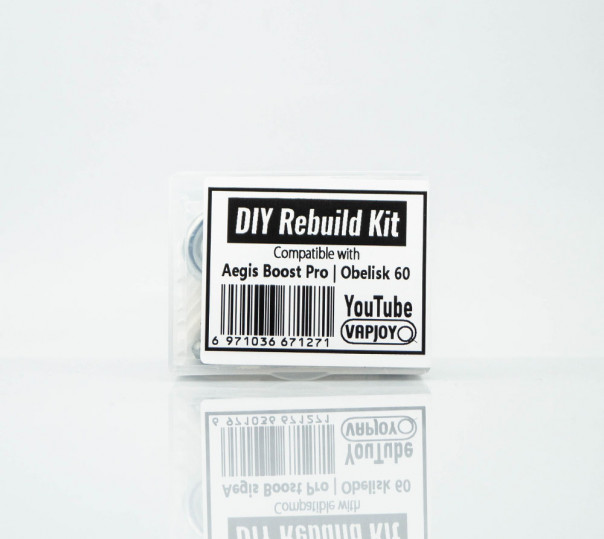 DIY Rebuild Kit
Compatible with
Aegis Boost Pro | Obelisk 60
YouTube
VAPJOY
6 971036 671271